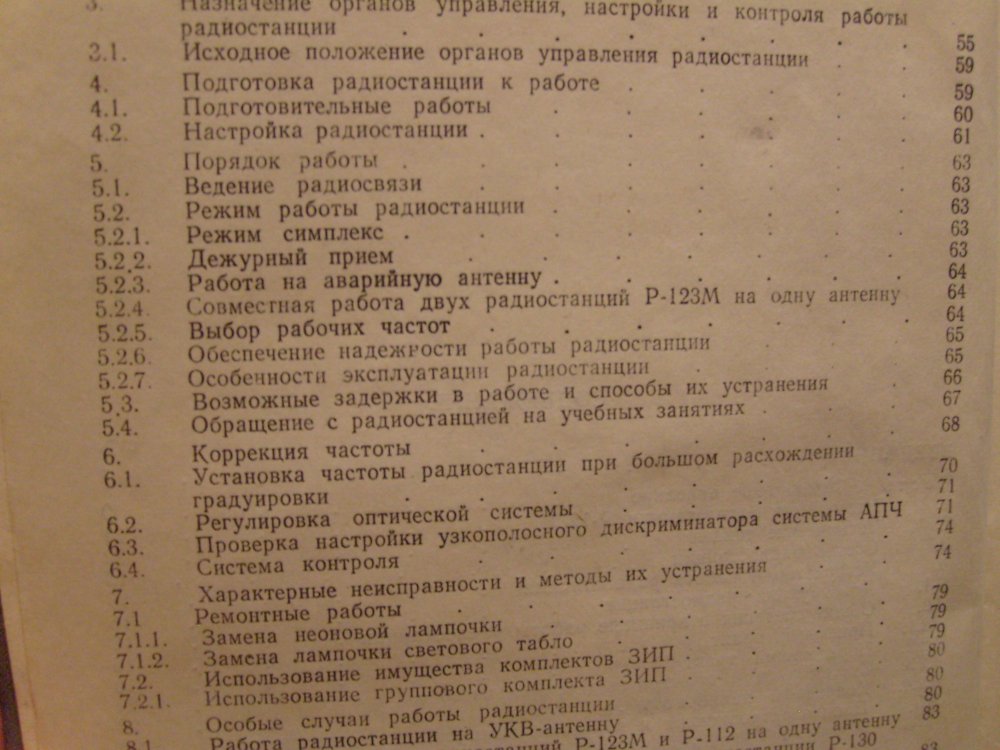 3. Назначение органов управления, настройки и контроля работы
радиостанции . . . . . . . 55
3.1. Исходное положение органов управления радиостанции . . 59
4. Подготовка радиостанции к работе . . . . 59
4.1. Подготовительные работы . . . . . 60
4.2. Настройка радиостанции . . . . . . 61
5. Порядок работы . . . . . . . 63
5.1. Ведение радиосвязи . . . . . . 63
5.2. Режим работы радиостанции . . . . . 63
5.2.1. Режим симплекс . . . . . . . 63
5.2.2. Дежурный прием . . . . . . 63
5.2.3. Работа на аварийную антенну . . . . . 64
5.2.4. Совместная работа двух радиостанций Р-123М на одну антенну 64
5.2.5. Выбор рабочих частот . . . . . . 64
5.2.6. Обеспечение надежности работы радиостанции . . . 65
5.2.7. Особенности эксплуатации радиостанции . . . 65
5.3. Возможные задержки в работе и способы их устранения . 66
5.4. Обращение с радиостанцией на учебных занятиях . . 67
6. Коррекция частоты . . . . . . 68
6.1. Установка частоты радиостанции при большом расхождении
градуировки . . . . . . . 70
6.2. Регулировка оптической системы . . . . 71
6.3. Проверка настройки узкополосного дискриминатора системы АПЧ 71
6.4. Система контроля . . . . . . 74
7. Характерные неисправности и методы их устранения . . 74
7.1 Ремонтные работы . . . . . . 79
7.1.1. Замена неоновой лампочки . . . . . 79
7.1.2. Замена лампочки светового табло . . . . 79
7.2. Использование имущества комплектов ЗИП . . . 80
7.2.1. Использование группового комплекта ЗИП . . . 80
8. Особые случаи работы радиостанции . . . . 80
8.1. Работа радиостанции на УКВ-антенну . . . 83
радиостанций Р-123М и Р-112 на одну антенну 83
радиостанции Р-130